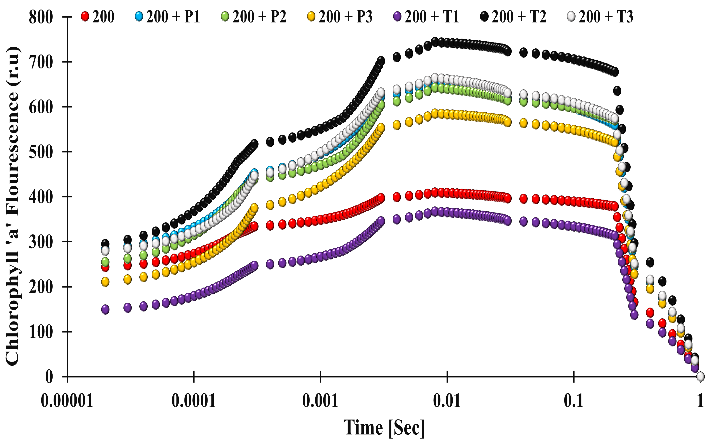 200 200 + P1 200 + P2 200 + P3 200 + T1 200 + T2 200 + T3
Chlorophyll 'a' Flourescence (r.u)
800
700
600
500
400
300
200
100
0
0.00001 0.0001 0.001 0.01 0.1 1
Time [Sec]